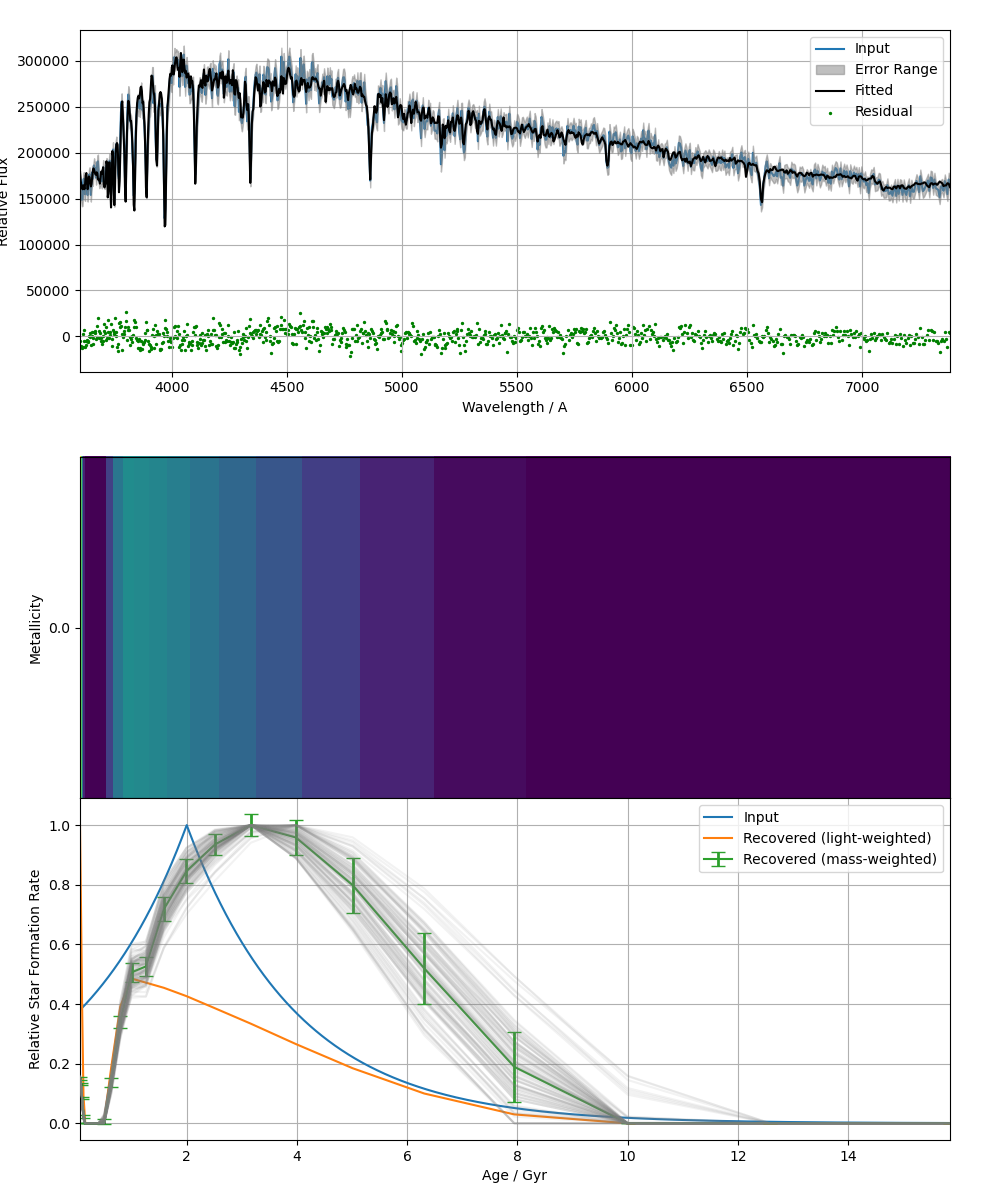 300000
250000
200000
150000
100000
50000
0
Relative Flux
Input
Error Range
Fitted
Residual
4000 4500 5000 5500 6000 6500 7000
Wavelength / A
Metallicity
0.0
1.0
0.8
0.6
0.4
0.2
0.0
Relative Star Formation Rate
Input
Recovered (light-weighted)
Recovered (mass-weighted)
2 4 6 8 10 12 14
Age / Gyr